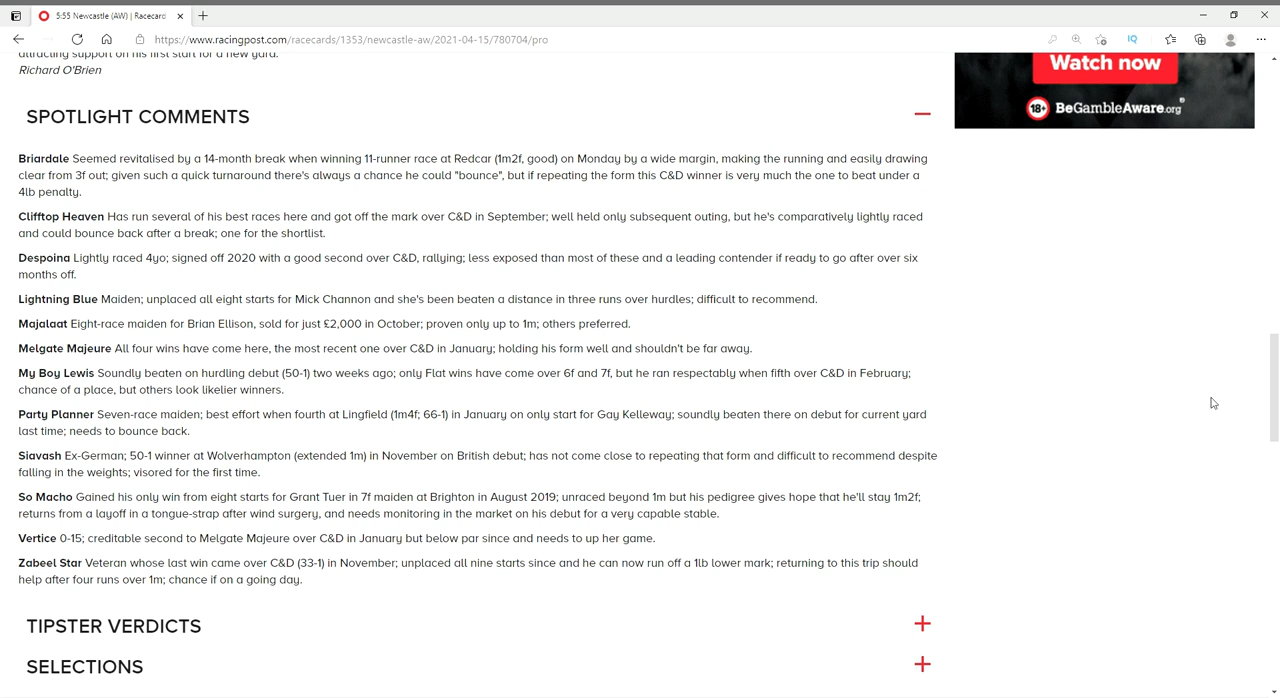 5:55 Newcastle (AW) | Racecard
https://www.racingpost.com/racecards/1353/newcastle-aw/2021-04-15/780704/pro
IQ
attracting support on his first start for a new yard.
Richard O'Brien
Watch now
18+ BeGambleAware.org®
SPOTLIGHT COMMENTS
Briardale Seemed revitalised by a 14-month break when winning 11-runner race at Redcar (1m2f, good) on Monday by a wide margin, making the running and easily drawing
clear from 3f out; given such a quick turnaround there's always a chance he could "bounce", but if repeating the form this C&D winner is very much the one to beat under a
4lb penalty.
Clifftop Heaven Has run several of his best races here and got off the mark over C&D in September; well held only subsequent outing, but he's comparatively lightly raced
and could bounce back after a break; one for the shortlist.
Despoina Lightly raced 4yo; signed off 2020 with a good second over C&D, rallying; less exposed than most of these and a leading contender if ready to go after over six
months off.
Lightning Blue Maiden; unplaced all eight starts for Mick Channon and she's been beaten a distance in three runs over hurdles; difficult to recommend.
Majalaat Eight-race maiden for Brian Ellison, sold for just £2,000 in October; proven only up to 1m; others preferred.
Melgate Majeure All four wins have come here, the most recent one over C&D in January; holding his form well and shouldn't be far away.
My Boy Lewis Soundly beaten on hurdling debut (50-1) two weeks ago; only Flat wins have come over 6f and 7f, but he ran respectably when fifth over C&D in February;
chance of a place, but others look likelier winners.
Party Planner Seven-race maiden; best effort when fourth at Lingfield (1m4f; 66-1) in January on only start for Gay Kelleway; soundly beaten there on debut for current yard
last time; needs to bounce back.
Siavash Ex-German; 50-1 winner at Wolverhampton (extended 1m) in November on British debut; has not come close to repeating that form and difficult to recommend despite
falling in the weights; visored for the first time.
So Macho Gained his only win from eight starts for Grant Tuer in 7f maiden at Brighton in August 2019; unraced beyond 1m but his pedigree gives hope that he'll stay 1m2f;
returns from a layoff in a tongue-strap after wind surgery, and needs monitoring in the market on his debut for a very capable stable.
Vertice 0-15; creditable second to Melgate Majeure over C&D in January but below par since and needs to up her game.
Zabeel Star Veteran whose last win came over C&D (33-1) in November; unplaced all nine starts since and he can now run off a 1lb lower mark; returning to this trip should
help after four runs over 1m; chance if on a going day.
TIPSTER VERDICTS
SELECTIONS